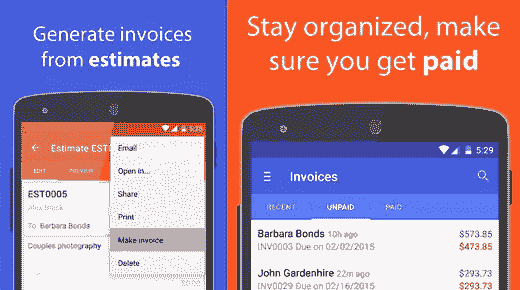 Generate invoices
from estimates
Estimate EST
EDIT
EST0005
To Barbara Bonds
Couples photography
Email
Open in...
Share
Print
Make invoice
Delete
Stay organized, make
sure you get paid
5:29
Invoices
RECENT UNPAID PAID
Barbara Bonds 10h ago $573.85
INV0003 Due on 02/02/2015 $473.85
John Gardenhire 22m ago $293.73
INV0029 Due on 16/02/2015 $293.73